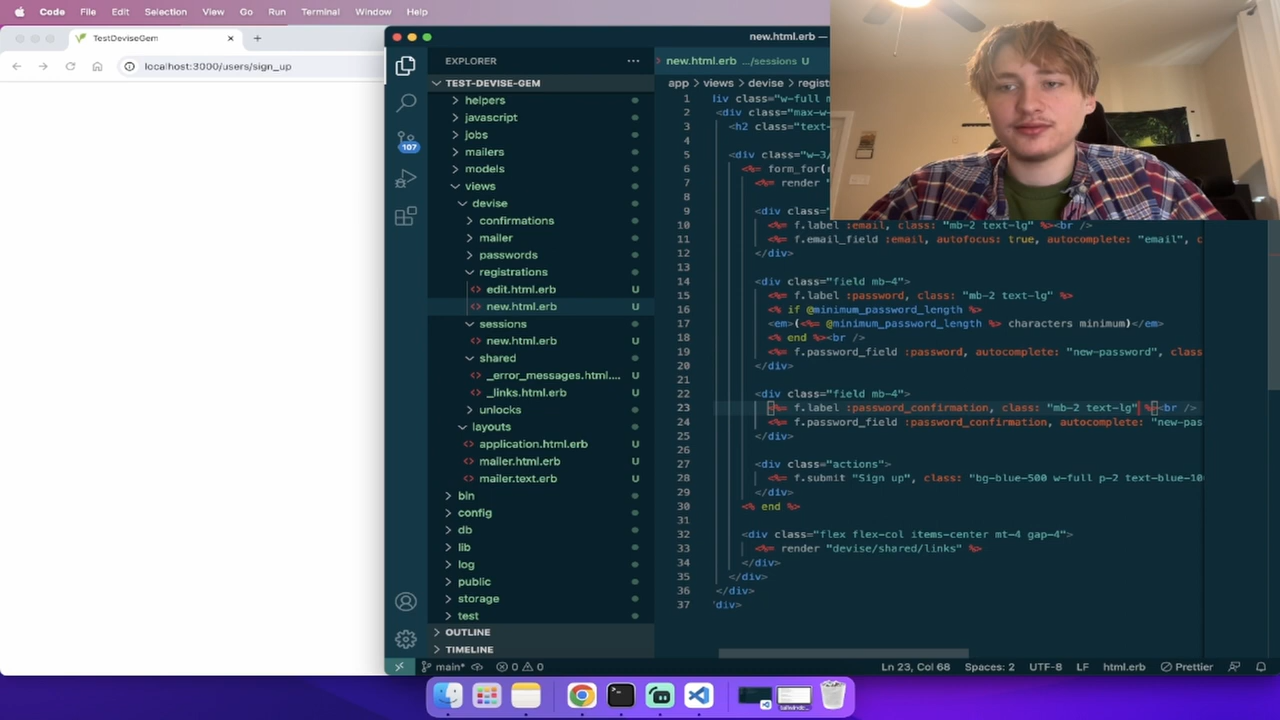 Code File Edit Selection View Go Run Terminal Window Help
TestDeviseGem
localhost:3000/users/sign_up
new.html.erb —
EXPLORER
TEST-DEVISE-GEM
helpers
javascript
jobs
mailers
models
views
devise
confirmations
mailer
passwords
registrations
edit.html.erb U
new.html.erb U
sessions
new.html.erb U
shared
_error_messages.html.... U
_links.html.erb U
unlocks
layouts
application.html.erb U
mailer.html.erb U
mailer.text.erb U
bin
config
db
lib
log
public
storage
test
OUTLINE
TIMELINE
107
new.html.erb .../sessions U
app > views > devise > regist
1 liv class="w-full m
2 <div class="max-w
3 <h2 class="text-
4
5 <div class="w-3/
6 <%= form_for(r
7 <%= render "
8
9 <div class="
10 <%= f.label :email, class: "mb-2 text-lg" %><br />
11 <%= f.email_field :email, autofocus: true, autocomplete: "email", c
12 </div>
13
14 <div class="field mb-4">
15 <%= f.label :password, class: "mb-2 text-lg" %>
16 <% if @minimum_password_length %>
17 <em>(<%= @minimum_password_length %> characters minimum)</em>
18 <% end %><br />
19 <%= f.password_field :password, autocomplete: "new-password", class
20 </div>
21
22 <div class="field mb-4">
23 <%= f.label :password_confirmation, class: "mb-2 text-lg" %><br />
24 <%= f.password_field :password_confirmation, autocomplete: "new-pas
25 </div>
26
27 <div class="actions">
28 <%= f.submit "Sign up", class: "bg-blue-500 w-full p-2 text-blue-10
29 </div>
30 <% end %>
31
32 <div class="flex flex-col items-center mt-4 gap-4">
33 <%= render "devise/shared/links" %>
34 </div>
35 </div>
36 </div>
37 'div>
main* 0 0 Ln 23, Col 68 Spaces: 2 UTF-8 LF html.erb Prettier